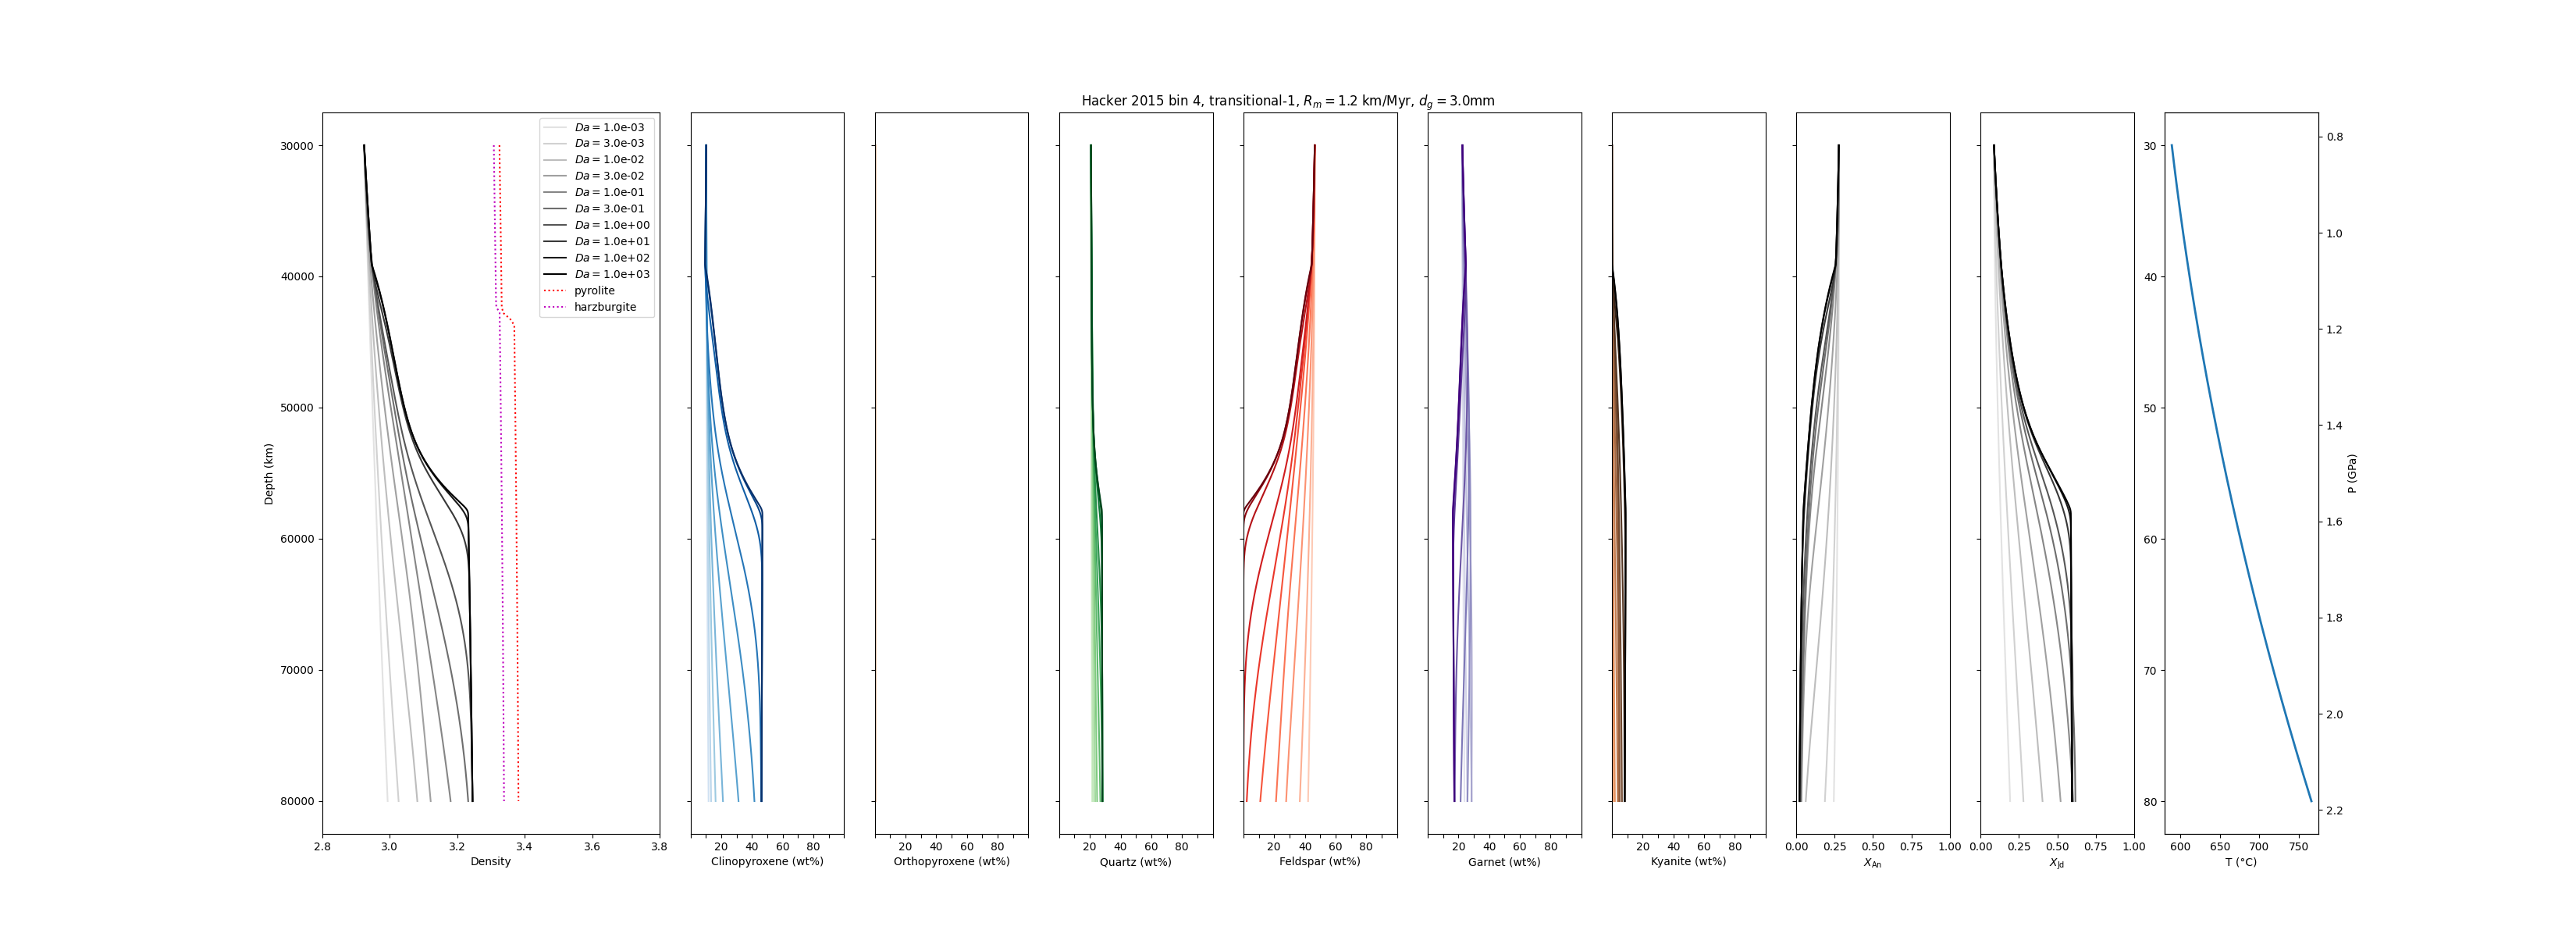 Hacker 2015 bin 4, transitional-1, Rₘ = 1.2 km/Myr, d_g = 3.0mm
Da = 1.0e-03
Da = 3.0e-03
Da = 1.0e-02
Da = 3.0e-02
Da = 1.0e-01
Da = 3.0e-01
Da = 1.0e+00
Da = 1.0e+01
Da = 1.0e+02
Da = 1.0e+03
pyrolite
harzburgite
Depth (km)
30000
40000
50000
60000
70000
80000
2.8 3.0 3.2 3.4 3.6 3.8
Density
20 40 60 80
Clinopyroxene (wt%)
20 40 60 80
Orthopyroxene (wt%)
20 40 60 80
Quartz (wt%)
20 40 60 80
Feldspar (wt%)
20 40 60 80
Garnet (wt%)
20 40 60 80
Kyanite (wt%)
0.00 0.25 0.50 0.75 1.00
X_An
0.00 0.25 0.50 0.75 1.00
X_Jd
30
40
50
60
70
80
600 650 700 750
T (°C)
0.8
1.0
1.2
1.4
1.6
1.8
2.0
2.2
P (GPa)